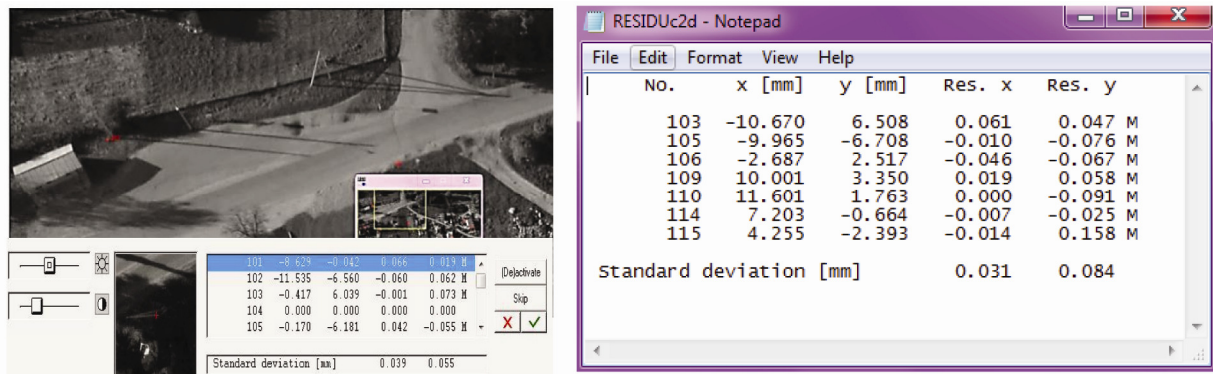 101 -8.629 -0.042 0.066 0.019 M
102 -11.535 -6.560 -0.060 0.062 M
103 -0.417 6.039 -0.001 0.073 M
104 0.000 0.000 0.000 0.000
105 -0.170 -6.181 0.042 -0.055 M
Standard deviation [mm] 0.039 0.055
(De)activate
Skip
RESIDUc2d - Notepad
File Edit Format View Help
No. x [mm] y [mm] Res. x Res. y
103 -10.670 6.508 0.061 0.047 M
105 -9.965 -6.708 -0.010 -0.076 M
106 -2.687 2.517 -0.046 -0.067 M
109 10.001 3.350 0.019 0.058 M
110 11.601 1.763 0.000 -0.091 M
114 7.203 -0.664 -0.007 -0.025 M
115 4.255 -2.393 -0.014 0.158 M
Standard deviation [mm] 0.031 0.084